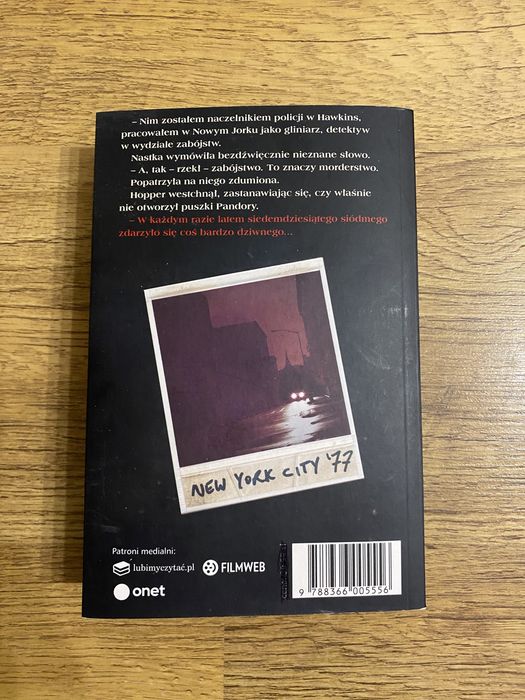 – Nim zostałem naczelnikiem policji w Hawkins,
pracowałem w Nowym Jorku jako gliniarz, detektyw
w wydziale zabójstw.
Nastka wymówiła bezdźwięcznie nieznane słowo.
– A, tak – rzekł – zabójstwo. To znaczy morderstwo.
Popatrzyła na niego zdumiona.
Hopper westchnął, zastanawiając się, czy właśnie
nie otworzył puszki Pandory.
– W każdym razie latem siedemdziesiątego siódmego
zdarzyło się coś bardzo dziwnego...
NEW YORK CITY '77
Patroni medialni:
lubimyczytać.pl
FILMWEB
onet
9 788366 005556